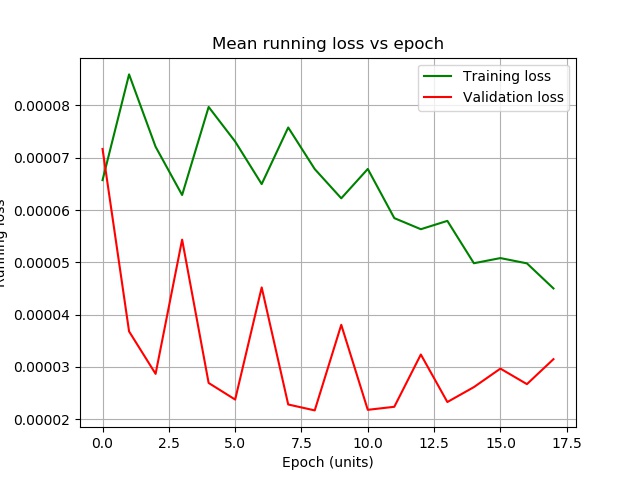 Mean running loss vs epoch
Training loss
Validation loss
0.00008
0.00007
0.00006
0.00005
0.00004
0.00003
0.00002
loss
0.0 2.5 5.0 7.5 10.0 12.5 15.0 17.5
Epoch (units)